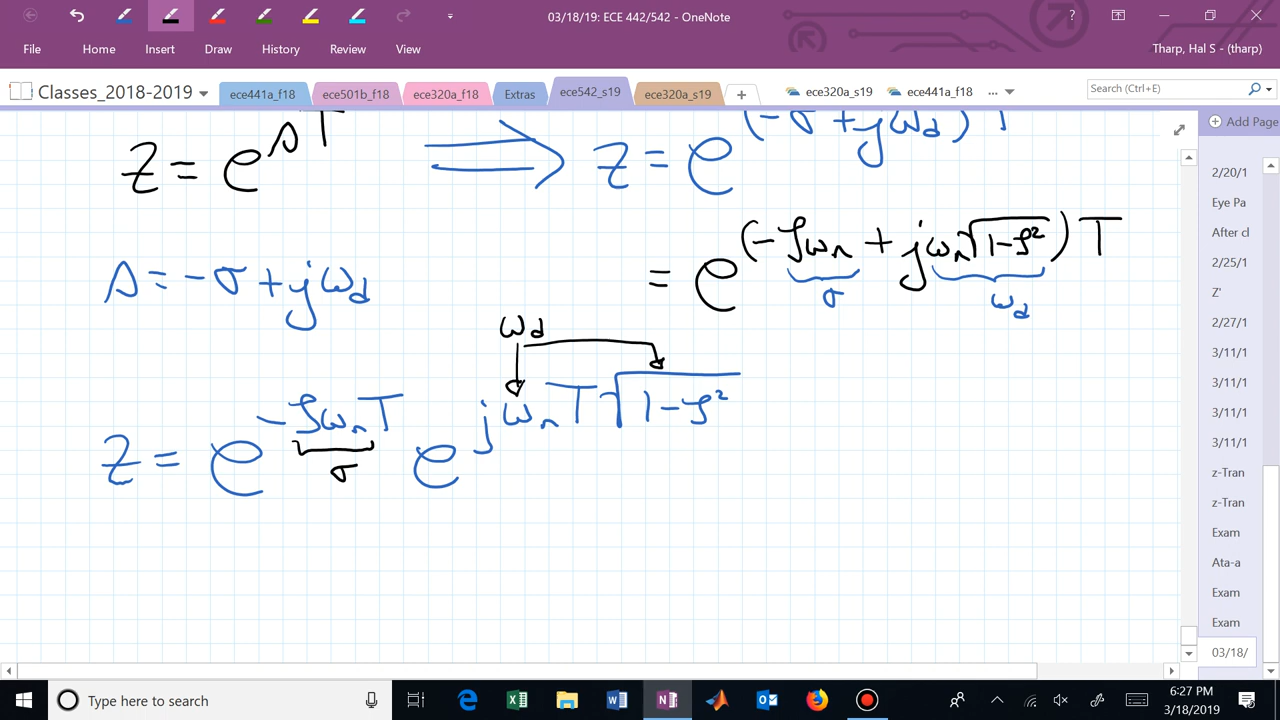 03/18/19: ECE 442/542 - OneNote
?
File Home Insert Draw History Review View
Tharp, Hal S - (tharp)
Classes_2018-2019
ece441a_f18 ece501b_f18 ece320a_f18 Extras ece542_s19 ece320a_s19 +
ece320a_s19 ece441a_f18 ...
Search (Ctrl+E)
Add Page
z = e^{sT} ⟹ z = e^{(-σ + jω_d) T}
= e^{(-ζω_n + jω_n√(1-ζ²)) T}
σ
ω_d
s = -σ + jω_d
ω_d
z = e^{-ζω_nT} e^{jω_nT√(1-ζ²)}
σ
2/20/1
Eye Pa
After cl
2/25/1
Z'
2/27/1
3/11/1
3/11/1
3/11/1
3/11/1
z-Tran
z-Tran
Exam
Ata-a
Exam
Exam
03/18/
Type here to search
6:27 PM
3/18/2019